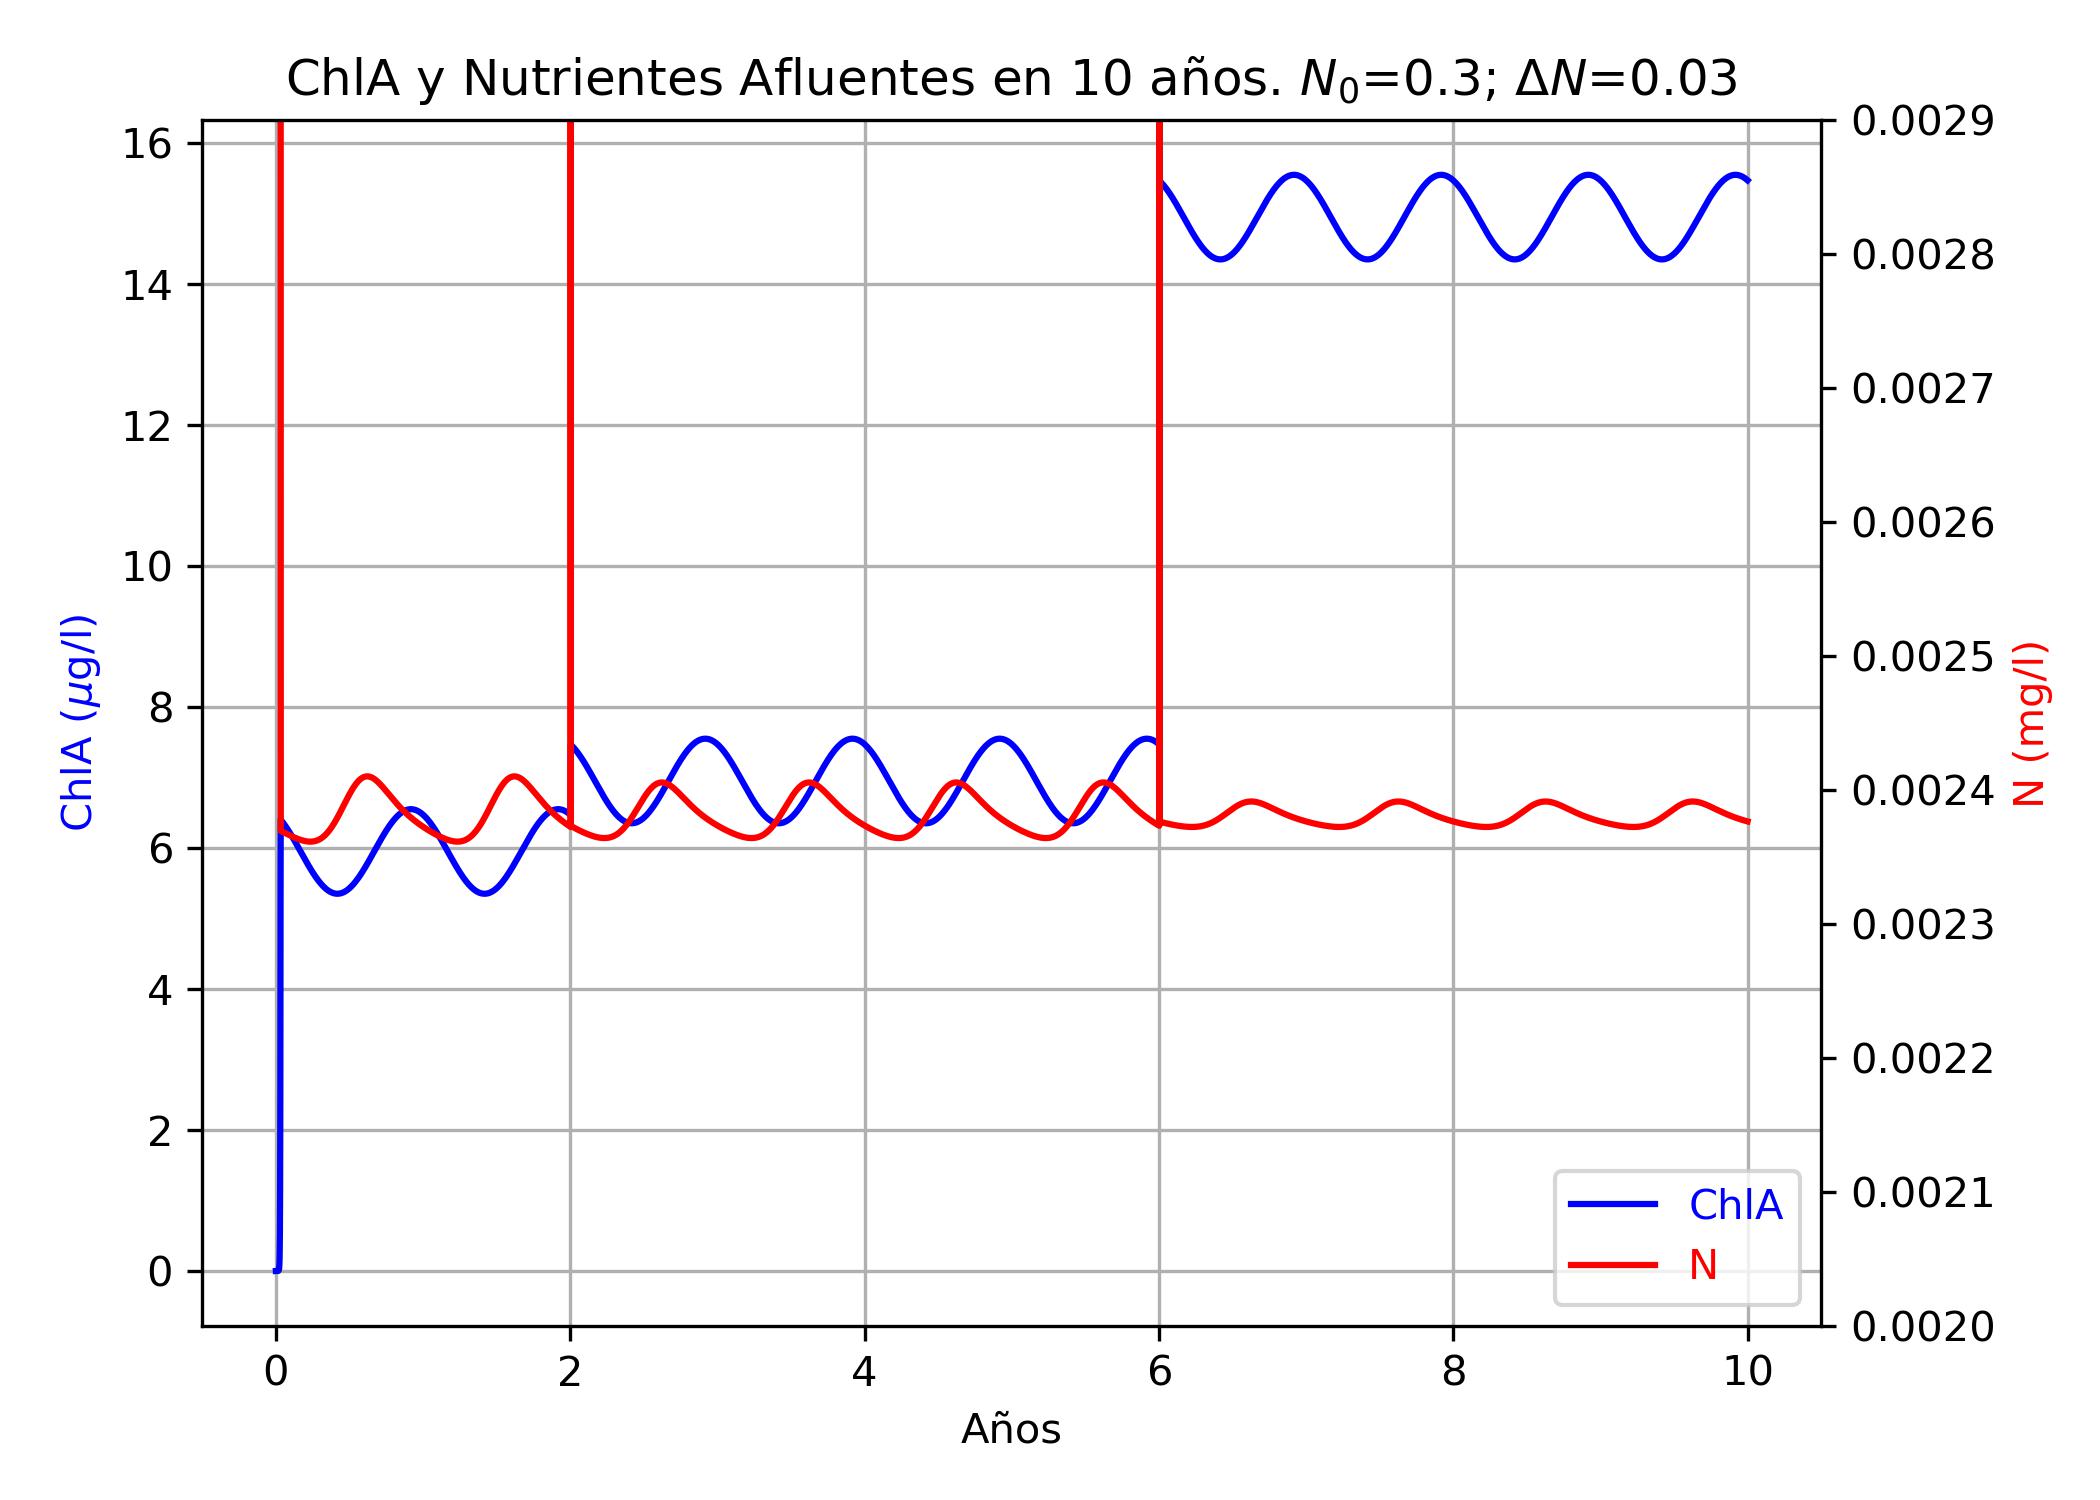 ChlA y Nutrientes Afluentes en 10 años. N₀=0.3; ΔN=0.03
16
14
12
10
8
6
4
2
0
ChlA (μg/l)
0.0029
0.0028
0.0027
0.0026
0.0025
0.0024
0.0023
0.0022
0.0021
0.0020
N (mg/l)
ChlA
N
0 2 4 6 8 10
Años